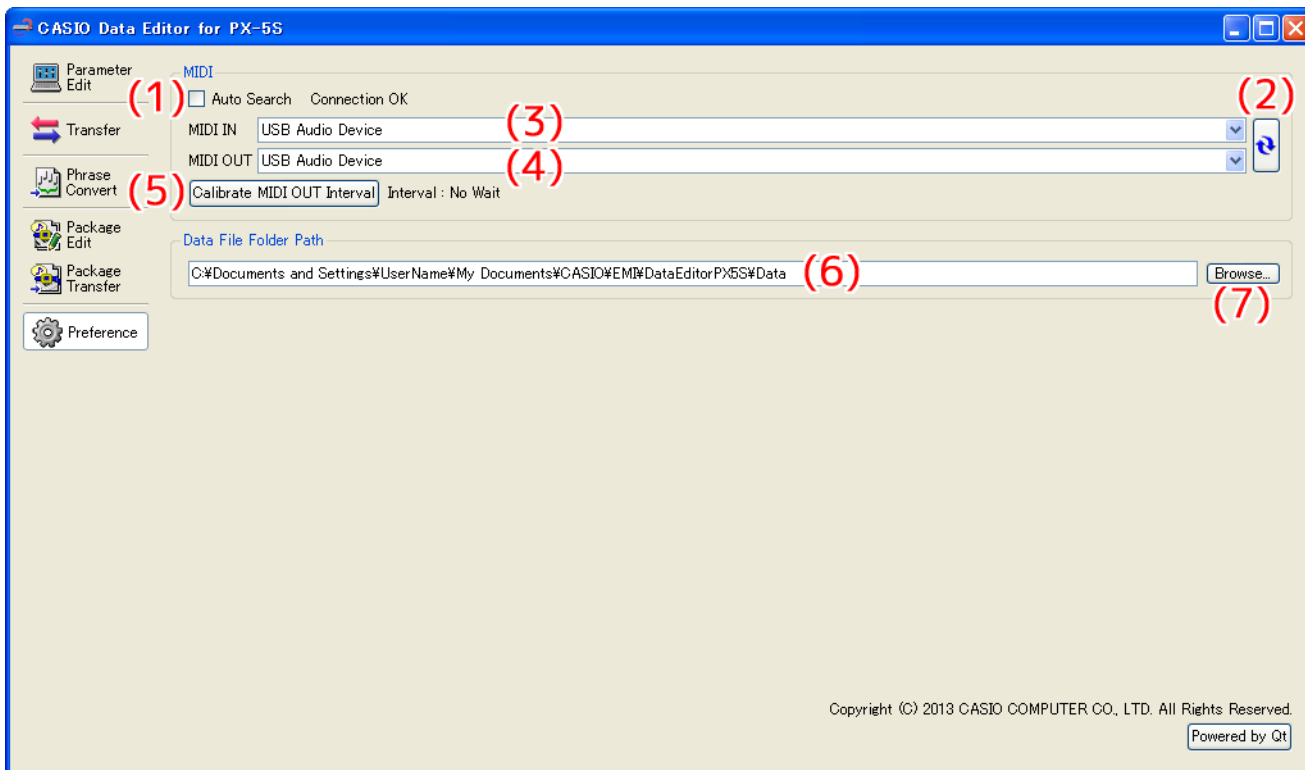 CASIO Data Editor for PX-5S
Parameter
Edit
Transfer
Phrase
Convert
Package
Edit
Package
Transfer
Preference
MIDI
(1) Auto Search Connection OK (2)
MIDI IN USB Audio Device (3)
MIDI OUT USB Audio Device (4)
(5) Calibrate MIDI OUT Interval Interval : No Wait
Data File Folder Path
C:¥Documents and Settings¥UserName¥My Documents¥CASIO¥EMI¥DataEditorPX5S¥Data (6) Browse...
(7)
Copyright (C) 2013 CASIO COMPUTER CO., LTD. All Rights Reserved.
Powered by Qt